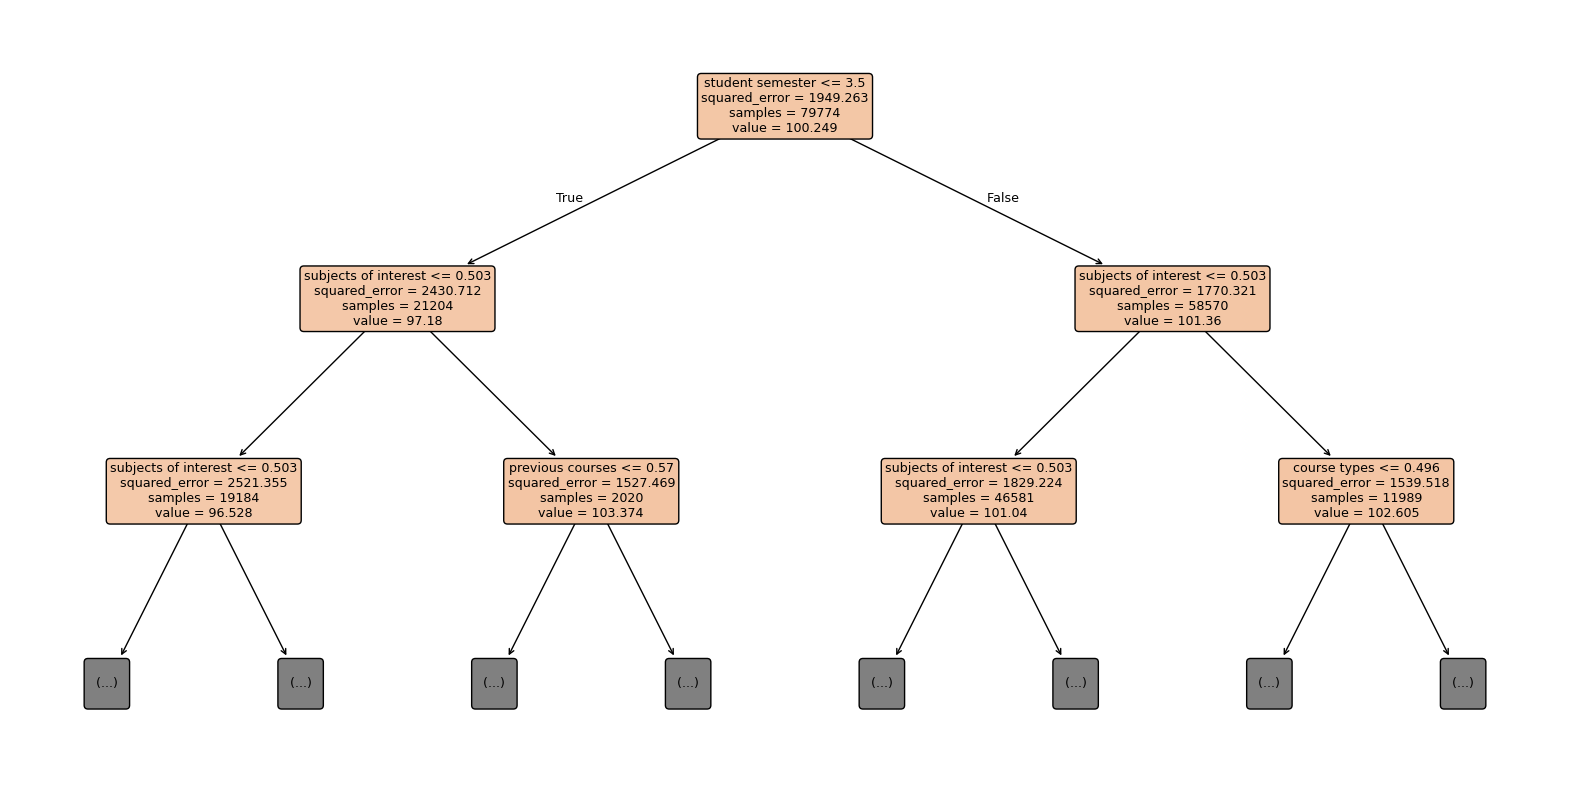 student semester <= 3.5
squared_error = 1949.263
samples = 79774
value = 100.249
True
False
subjects of interest <= 0.503
squared_error = 2430.712
samples = 21204
value = 97.18
subjects of interest <= 0.503
squared_error = 1770.321
samples = 58570
value = 101.36
subjects of interest <= 0.503
squared_error = 2521.355
samples = 19184
value = 96.528
previous courses <= 0.57
squared_error = 1527.469
samples = 2020
value = 103.374
subjects of interest <= 0.503
squared_error = 1829.224
samples = 46581
value = 101.04
course types <= 0.496
squared_error = 1539.518
samples = 11989
value = 102.605
(...)
(...)
(...)
(...)
(...)
(...)
(...)
(...)